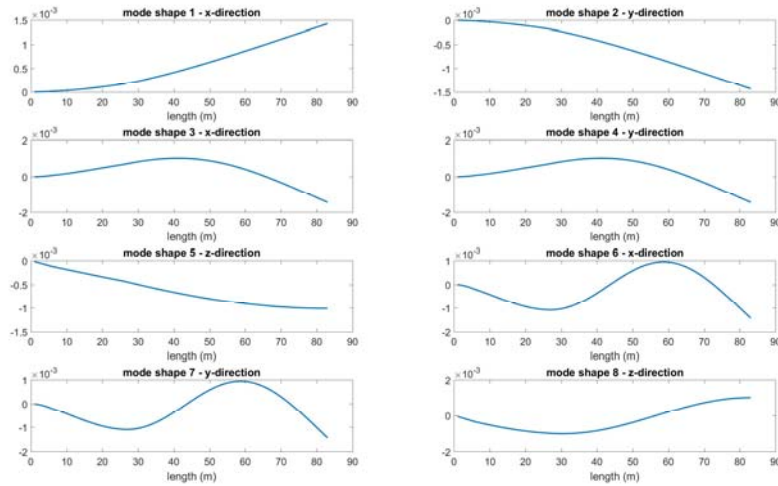 mode shape 1 - x-direction
×10⁻³
1.5
1
0.5
0
0 10 20 30 40 50 60 70 80 90
length (m)
mode shape 2 - y-direction
×10⁻³
0
-0.5
-1
-1.5
0 10 20 30 40 50 60 70 80 90
length (m)
mode shape 3 - x-direction
×10⁻³
2
0
-2
0 10 20 30 40 50 60 70 80 90
length (m)
mode shape 4 - y-direction
×10⁻³
2
0
-2
0 10 20 30 40 50 60 70 80 90
length (m)
mode shape 5 - z-direction
×10⁻³
0
-0.5
-1
-1.5
0 10 20 30 40 50 60 70 80 90
length (m)
mode shape 6 - x-direction
×10⁻³
1
0
-1
-2
0 10 20 30 40 50 60 70 80 90
length (m)
mode shape 7 - y-direction
×10⁻³
1
0
-1
-2
0 10 20 30 40 50 60 70 80 90
length (m)
mode shape 8 - z-direction
×10⁻³
2
1
0
-1
0 10 20 30 40 50 60 70 80 90
length (m)